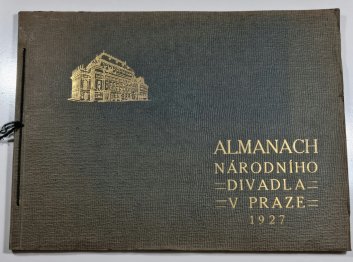 ALMANACH
NÁRODNÍHO
=DIVADLA=
=V PRAZE=
1927